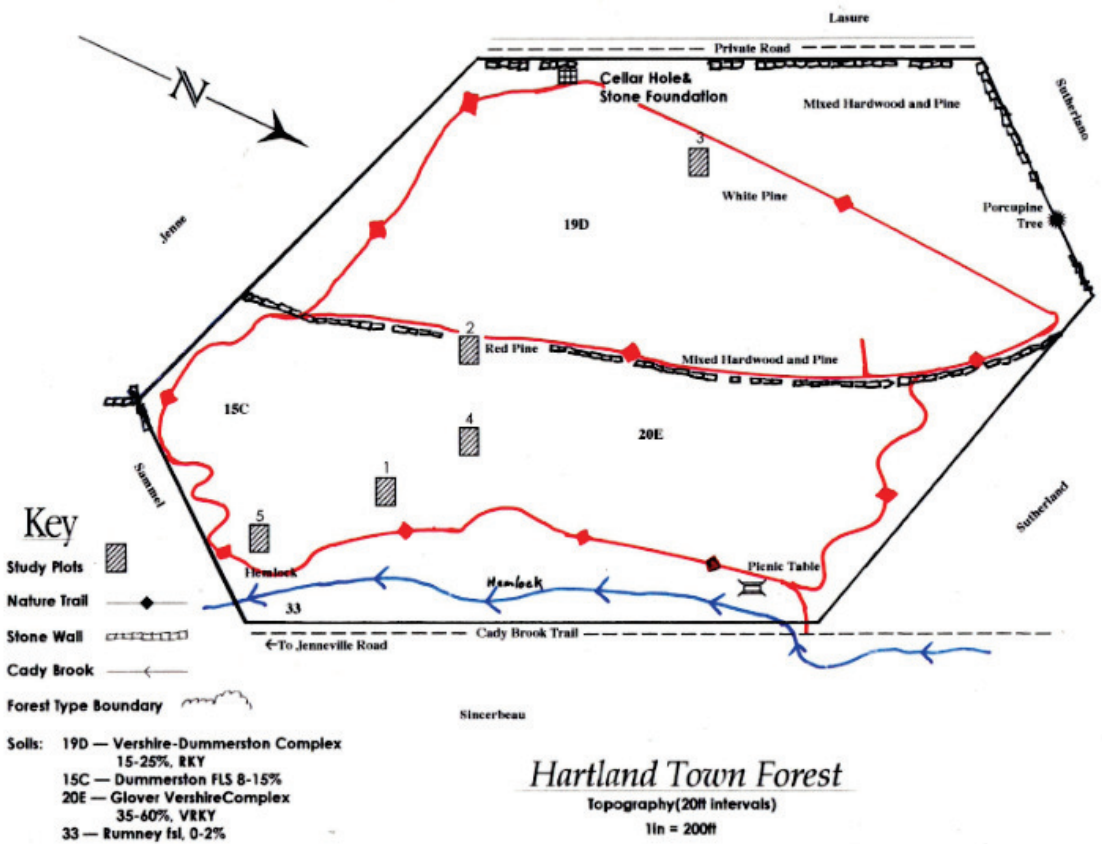 Lasure
Private Road
N
Cellar Hole&
Stone Foundation
Mixed Hardwood and Pine
Sutherlano
3
White Pine
Porcupine
Tree
Jenne
19D
2
Red Pine
Mixed Hardwood and Pine
15C
4
20E
1
Sammel
Sutherland
5
Hemlock
Hemlock
Picnic Table
33
Cady Brook Trail
←To Jenneville Road
Sincerbeau
Key
Study Plots
Nature Trail
Stone Wall
Cady Brook
Forest Type Boundary
Soils: 19D — Vershire-Dummerston Complex
15-25%, RKY
15C — Dummerston FLS 8-15%
20E — Glover VershireComplex
35-60%, VRKY
33 — Rumney fsl, 0-2%
Hartland Town Forest
Topography(20ft intervals)
1in = 200ft